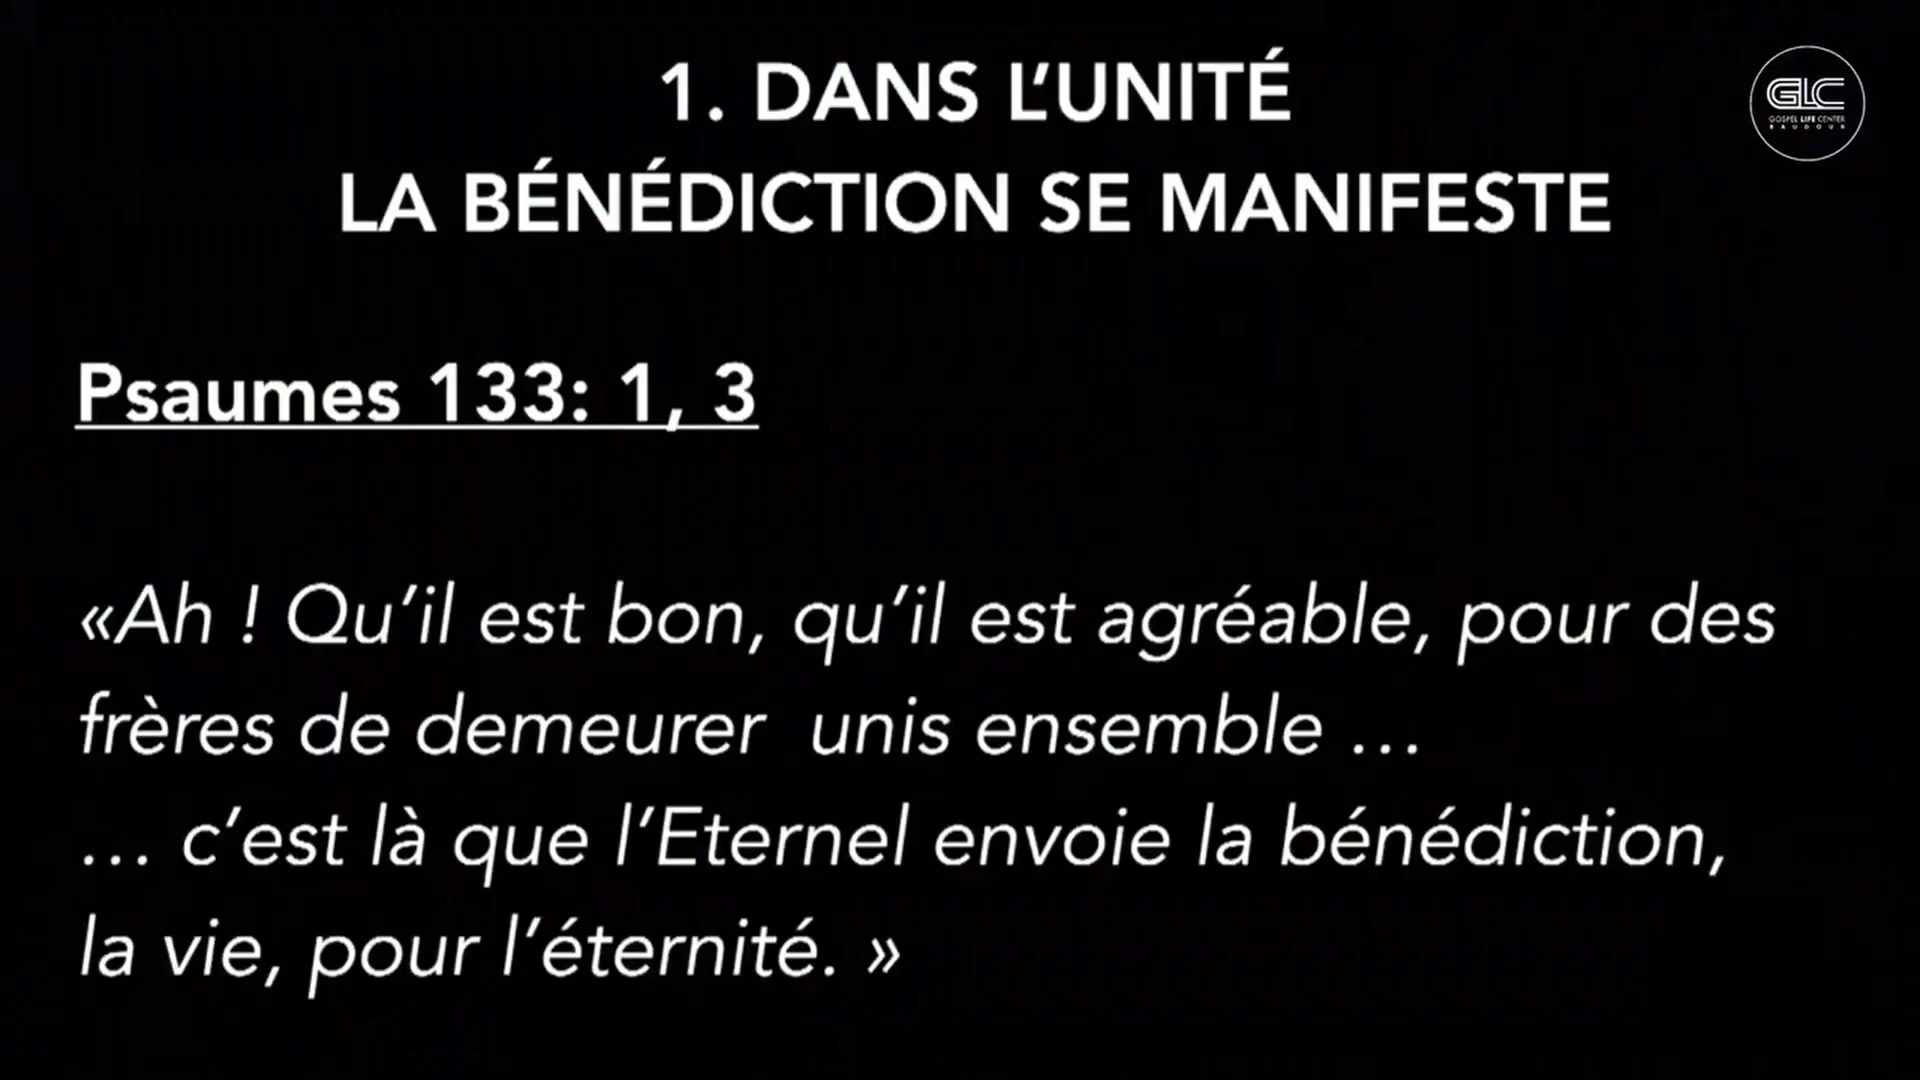 1. DANS L’UNITÉ
LA BÉNÉDICTION SE MANIFESTE
GLC
GOSPEL LIFE CENTER
BAUDOUR
Psaumes 133: 1, 3
«Ah ! Qu’il est bon, qu’il est agréable, pour des
frères de demeurer  unis ensemble …
… c’est là que l’Eternel envoie la bénédiction,
la vie, pour l’éternité. »